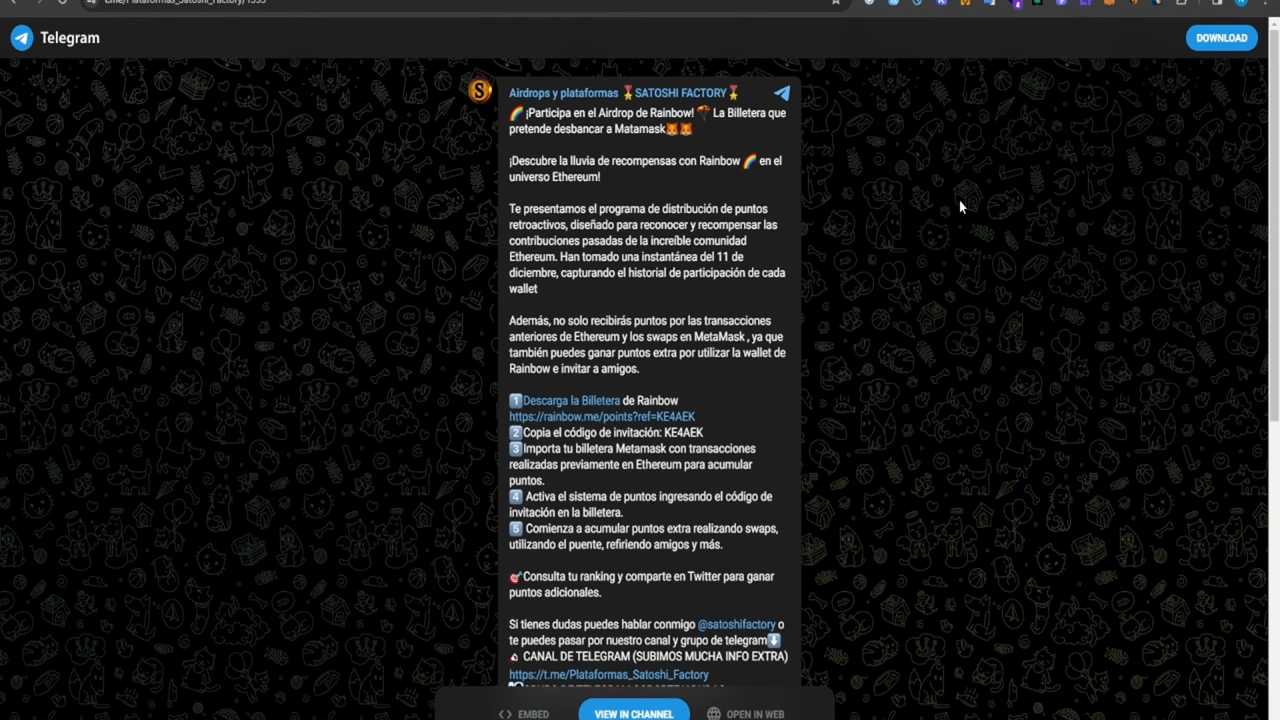 t.me/Plataformas_Satoshi_Factory/1555
Telegram
DOWNLOAD
Airdrops y plataformas 🎖️SATOSHI FACTORY🎖️
🌈 ¡Participa en el Airdrop de Rainbow! 🪂 La Billetera que
pretende desbancar a Matamask🦊🦊
¡Descubre la lluvia de recompensas con Rainbow 🌈 en el
universo Ethereum!
Te presentamos el programa de distribución de puntos
retroactivos, diseñado para reconocer y recompensar las
contribuciones pasadas de la increíble comunidad
Ethereum. Han tomado una instantánea del 11 de
diciembre, capturando el historial de participación de cada
wallet
Además, no solo recibirás puntos por las transacciones
anteriores de Ethereum y los swaps en MetaMask , ya que
también puedes ganar puntos extra por utilizar la wallet de
Rainbow e invitar a amigos.
1️⃣Descarga la Billetera de Rainbow
https://rainbow.me/points?ref=KE4AEK
2️⃣Copia el código de invitación: KE4AEK
3️⃣Importa tu billetera Metamask con transacciones
realizadas previamente en Ethereum para acumular
puntos.
4️⃣ Activa el sistema de puntos ingresando el código de
invitación en la billetera.
5️⃣ Comienza a acumular puntos extra realizando swaps,
utilizando el puente, refiriendo amigos y más.
🎯Consulta tu ranking y comparte en Twitter para ganar
puntos adicionales.
Si tienes dudas puedes hablar conmigo @satoshifactory o
te puedes pasar por nuestro canal y grupo de telegram⬇️
📢 CANAL DE TELEGRAM (SUBIMOS MUCHA INFO EXTRA)
https://t.me/Plataformas_Satoshi_Factory
EMBED
VIEW IN CHANNEL
OPEN IN WEB